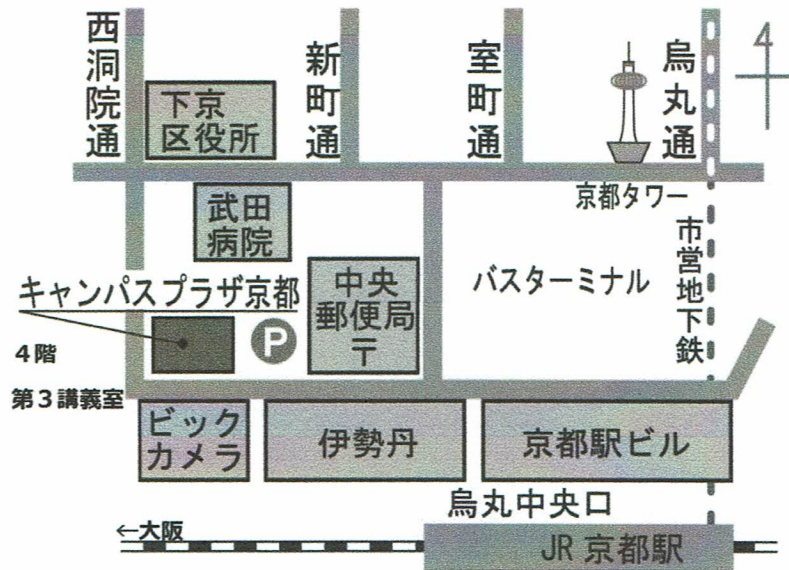 西洞院通
新町通
室町通
烏丸通
4
下京
区役所
京都タワー
武田
病院
市営地下鉄
バスターミナル
中央
郵便局
〒
キャンパスプラザ京都
P
4階
第3講義室
ビック
カメラ
伊勢丹
京都駅ビル
烏丸中央口
←大阪
JR 京都駅